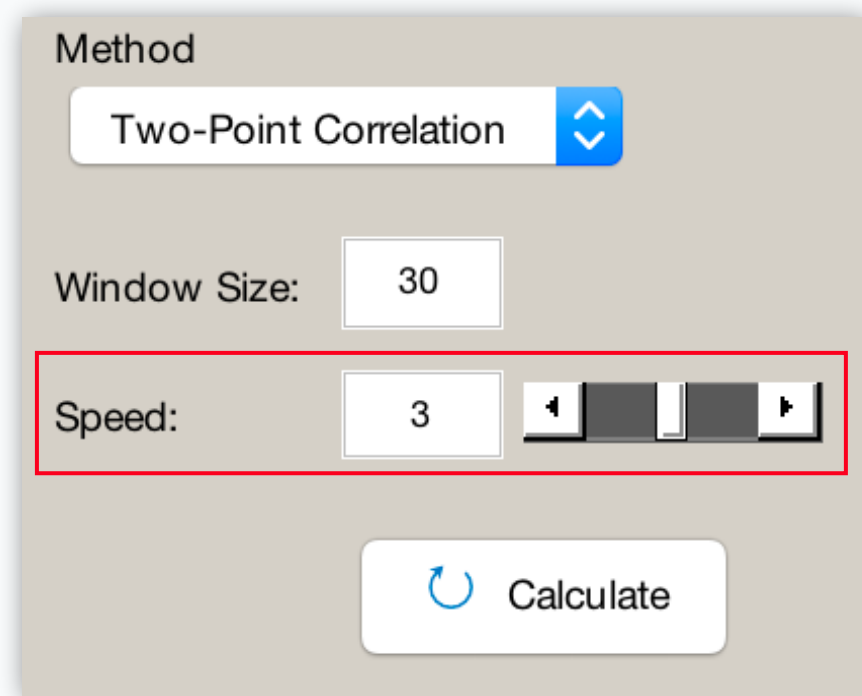 Method
Two-Point Correlation
Window Size: 30
Speed: 3
Calculate